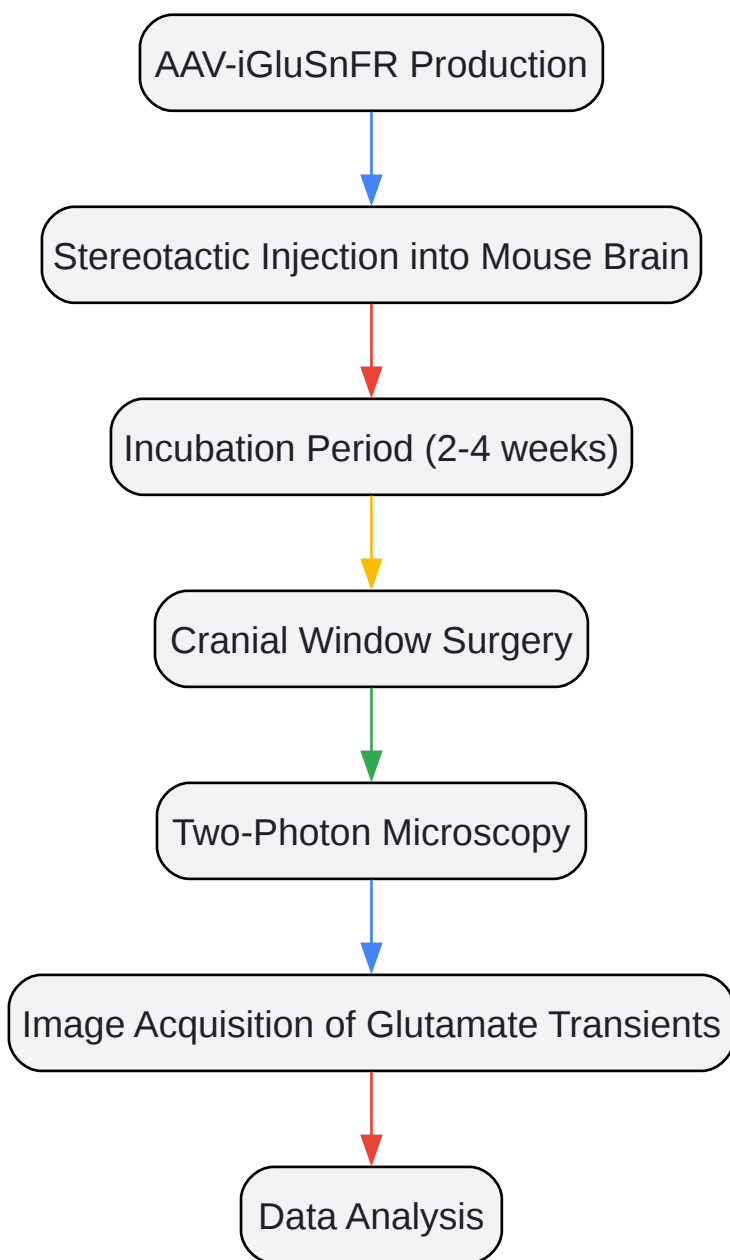 AAV-iGluSnFR Production
Stereotactic Injection into Mouse Brain
Incubation Period (2-4 weeks)
Cranial Window Surgery
Two-Photon Microscopy
Image Acquisition of Glutamate Transients
Data Analysis